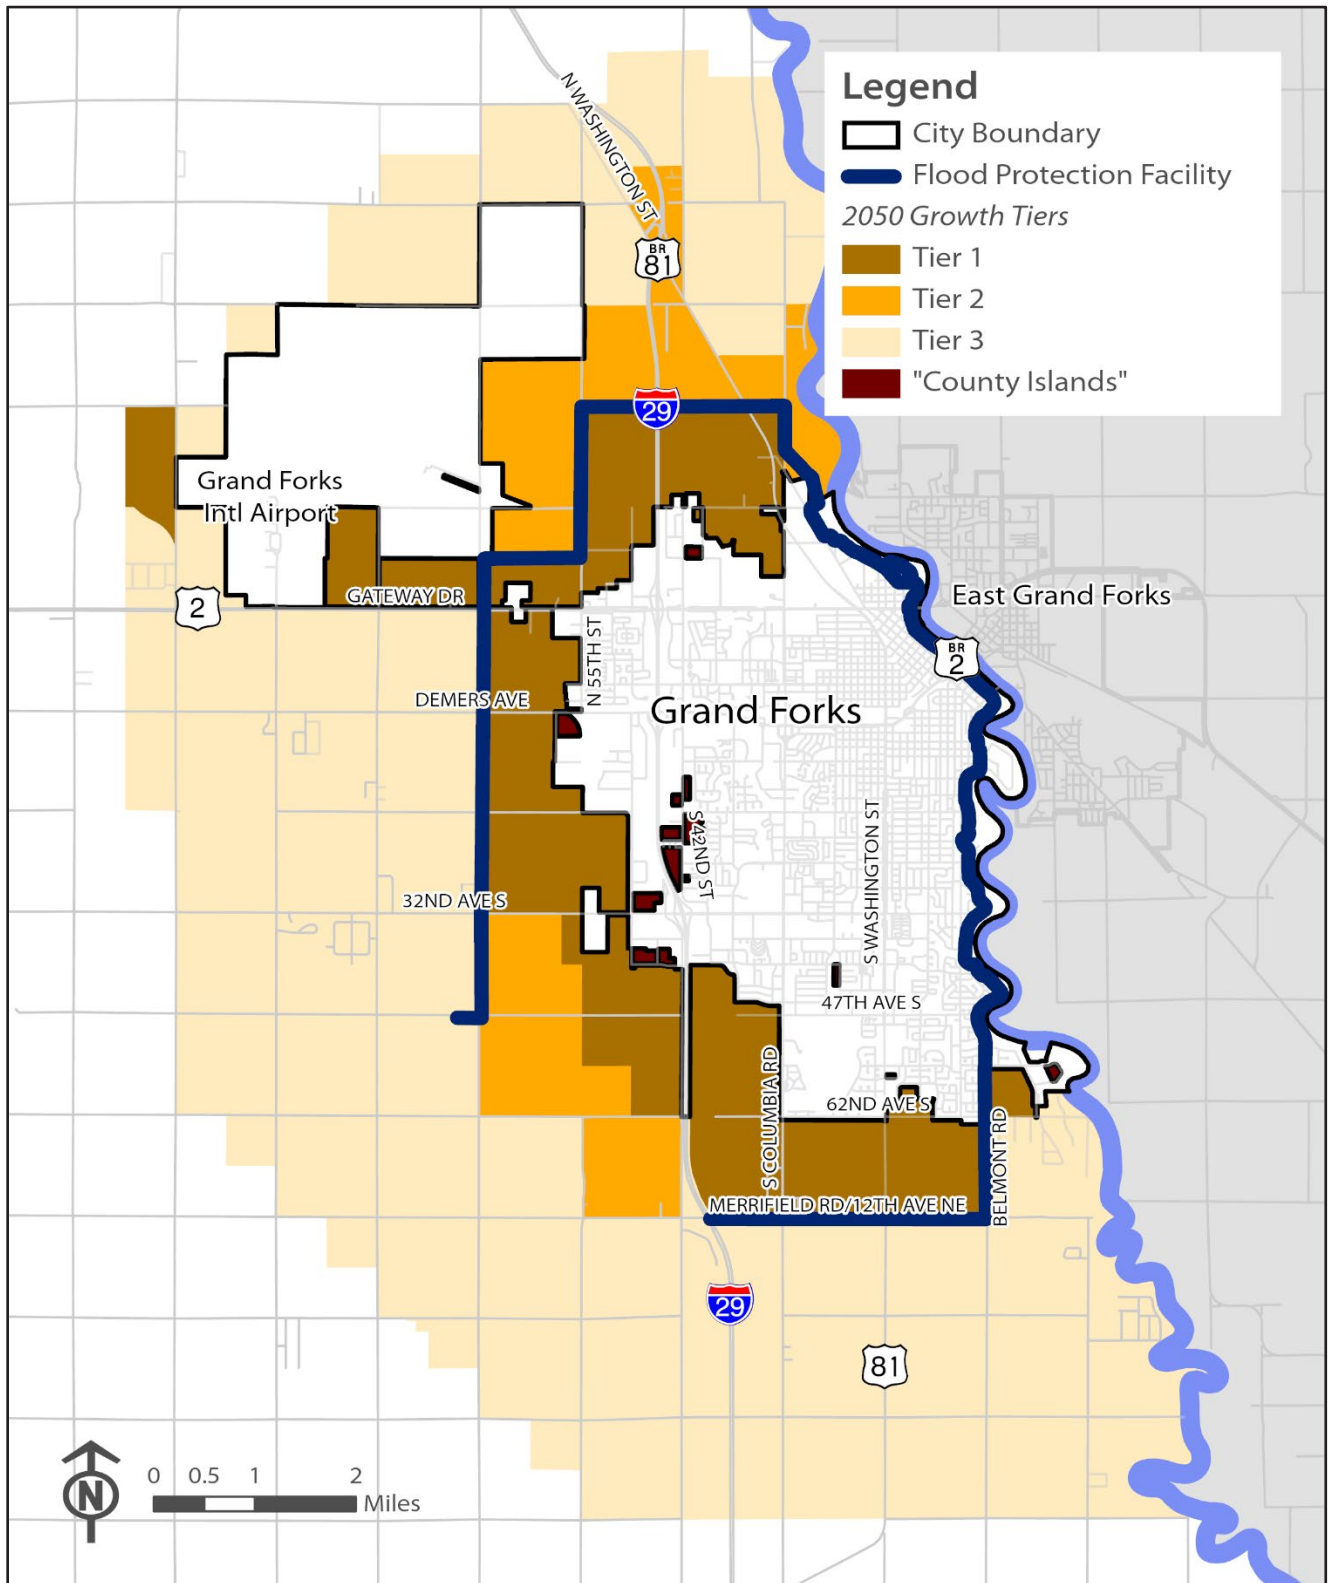 Legend
City Boundary
Flood Protection Facility
2050 Growth Tiers
Tier 1
Tier 2
Tier 3
"County Islands"
N WASHINGTON ST
BR
81
29
Grand Forks
Intl Airport
GATEWAY DR
2
N 55TH ST
East Grand Forks
BR
2
DEMERS AVE
Grand Forks
S 42ND ST
S WASHINGTON ST
32ND AVE S
47TH AVE S
S COLUMBIA RD
62ND AVE S
BELMONT RD
MERRIFIELD RD/12TH AVE NE
29
81
N
0 0.5 1 2
Miles